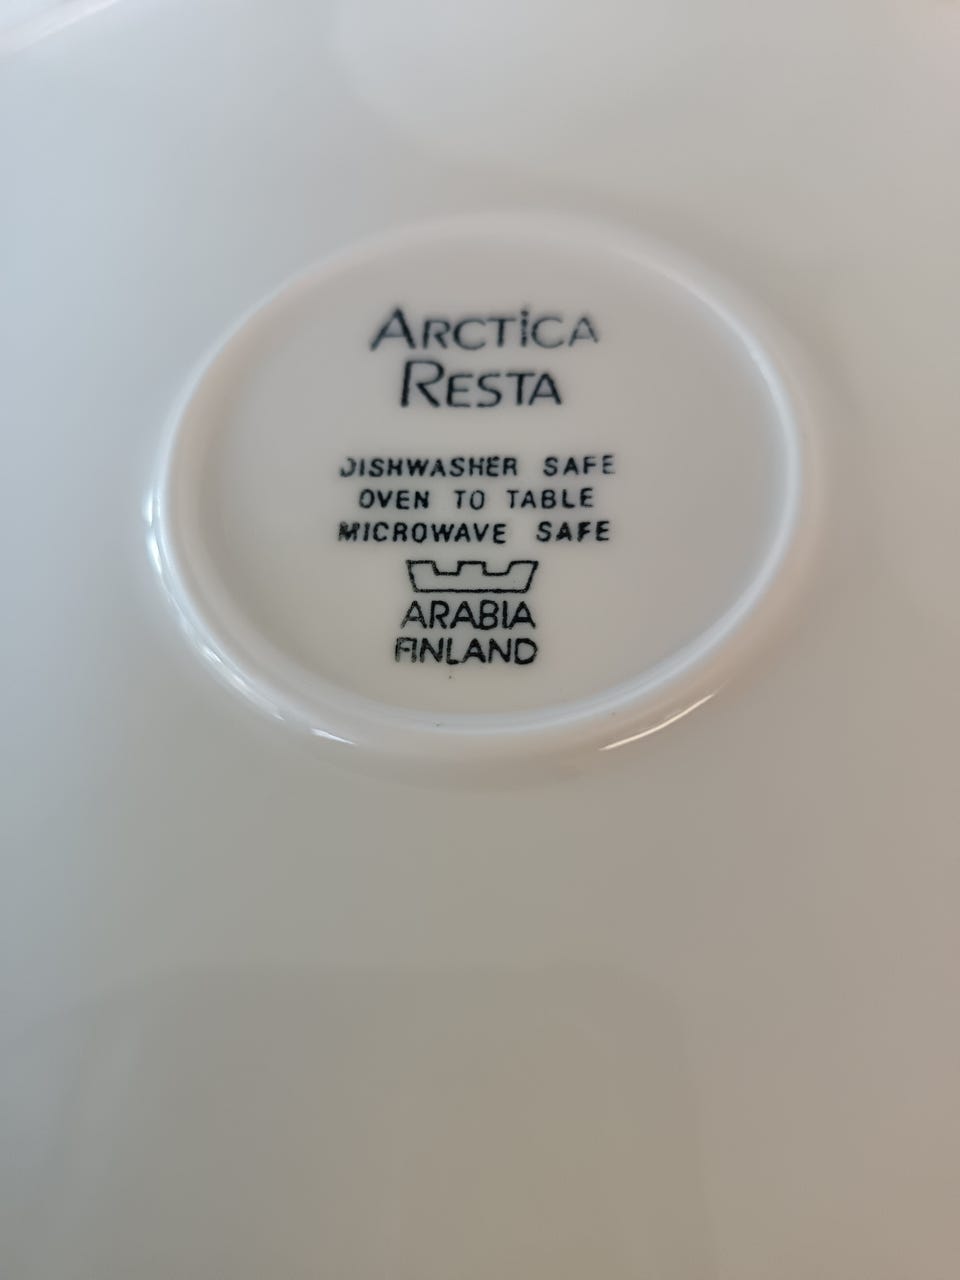 ARCTICA
RESTA
DISHWASHER SAFE
OVEN TO TABLE
MICROWAVE SAFE
ARABIA
FINLAND